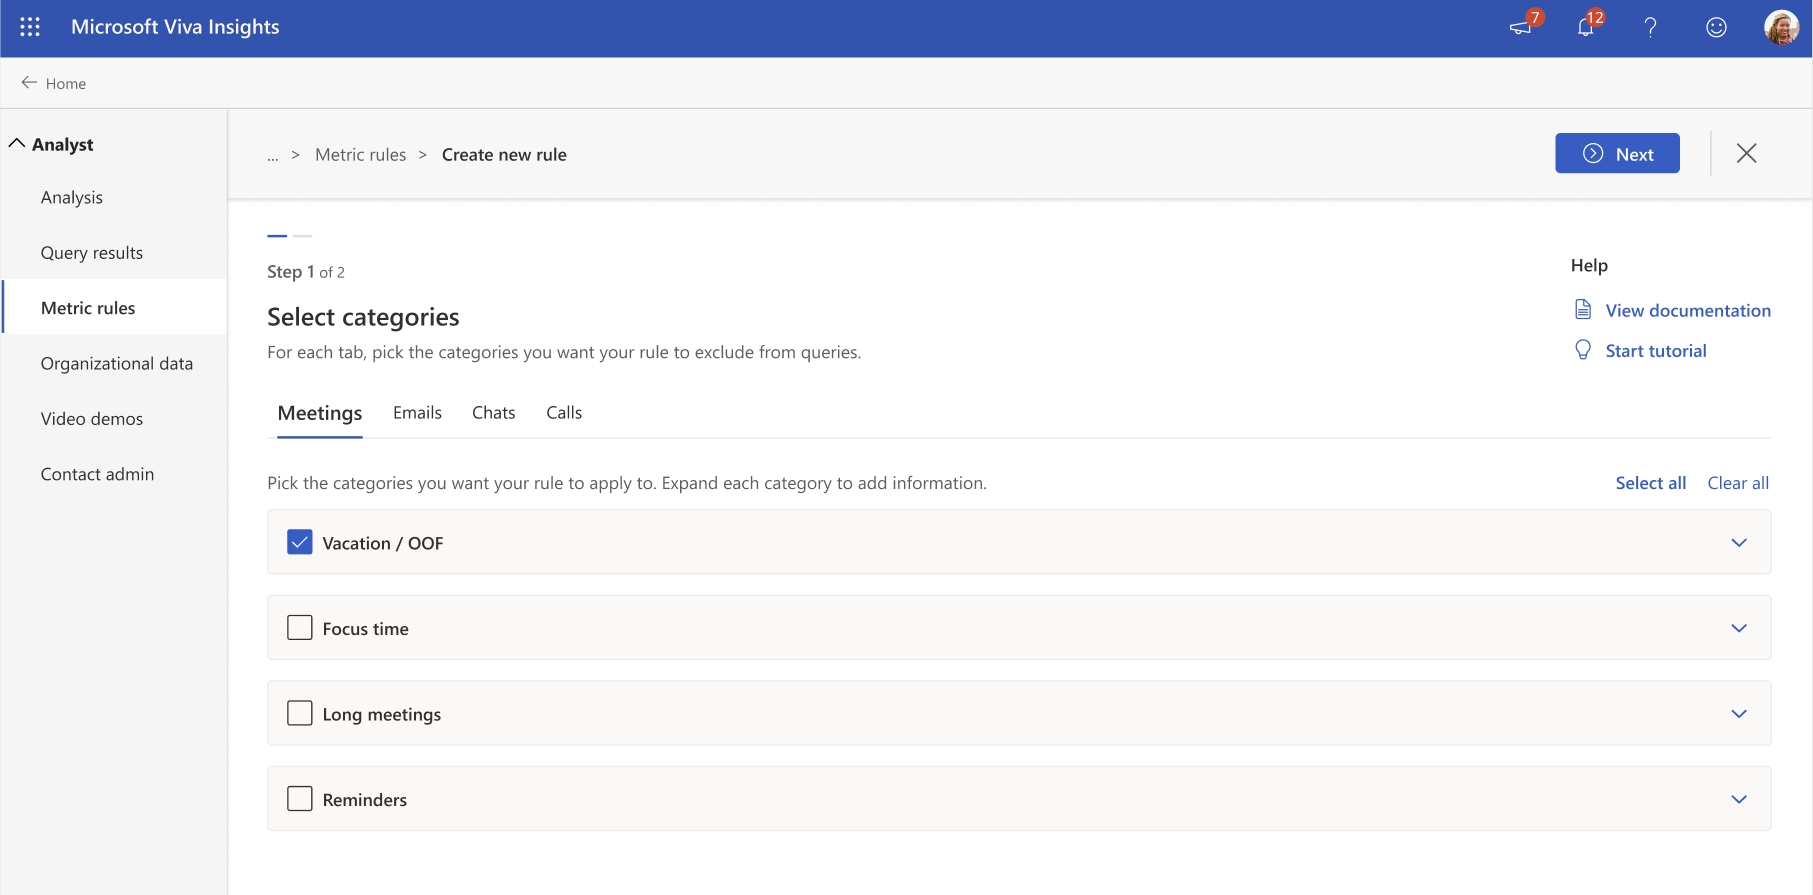 Microsoft Viva Insights
7
12
Home
Analyst
Analysis
Query results
Metric rules
Organizational data
Video demos
Contact admin
... > Metric rules > Create new rule
Next
Step 1 of 2
Select categories
For each tab, pick the categories you want your rule to exclude from queries.
Help
View documentation
Start tutorial
Meetings Emails Chats Calls
Pick the categories you want your rule to apply to. Expand each category to add information.
Select all Clear all
Vacation / OOF
Focus time
Long meetings
Reminders